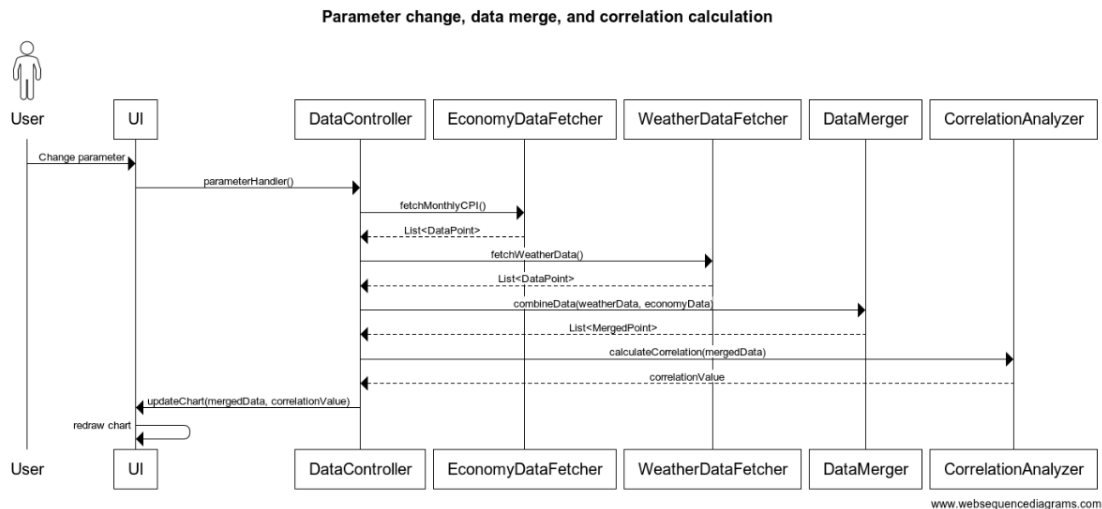 Parameter change, data merge, and correlation calculation
User UI DataController EconomyDataFetcher WeatherDataFetcher DataMerger CorrelationAnalyzer
Change parameter
parameterHandler()
fetchMonthlyCPI()
List<DataPoint>
fetchWeatherData()
List<DataPoint>
combineData(weatherData, economyData)
List<MergedPoint>
calculateCorrelation(mergedData)
correlationValue
updateChart(mergedData, correlationValue)
redraw chart
User UI DataController EconomyDataFetcher WeatherDataFetcher DataMerger CorrelationAnalyzer
www.websequencediagrams.com